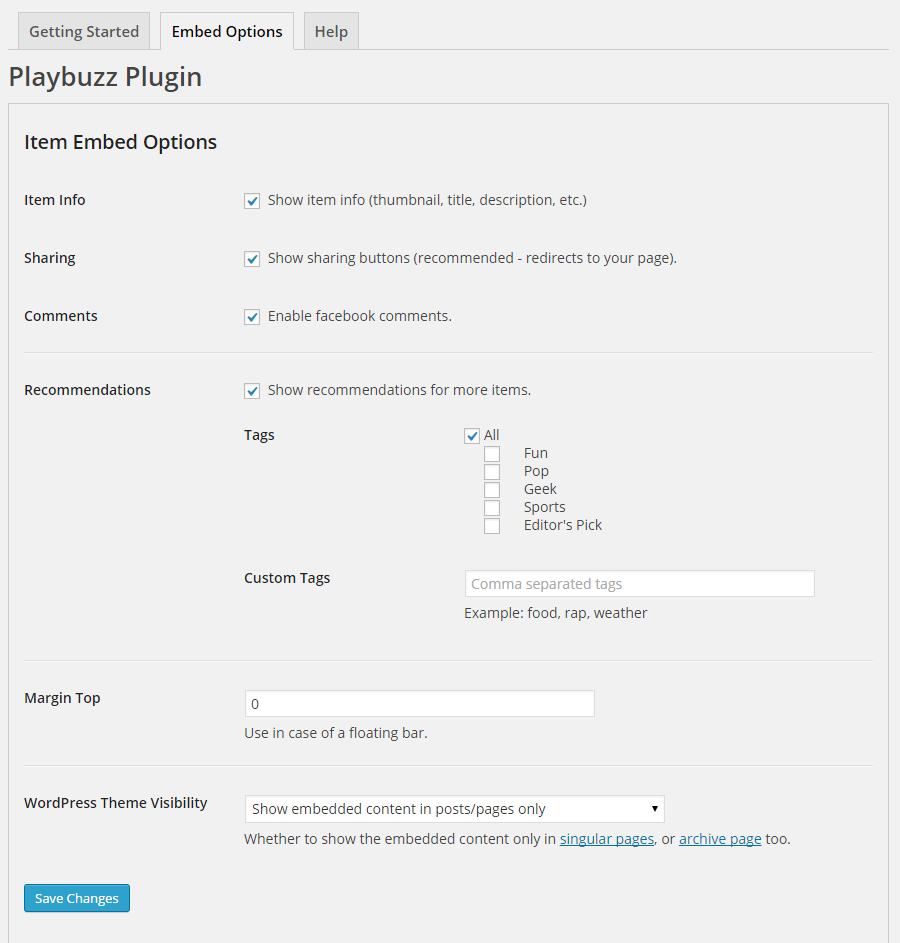 Getting Started Embed Options Help
Playbuzz Plugin
Item Embed Options
Item Info Show item info (thumbnail, title, description, etc.)
Sharing Show sharing buttons (recommended - redirects to your page).
Comments Enable facebook comments.
Recommendations Show recommendations for more items.
Tags All
Fun
Pop
Geek
Sports
Editor's Pick
Custom Tags Comma separated tags
Example: food, rap, weather
Margin Top 0
Use in case of a floating bar.
WordPress Theme Visibility Show embedded content in posts/pages only
Whether to show the embedded content only in singular pages, or archive page too.
Save Changes